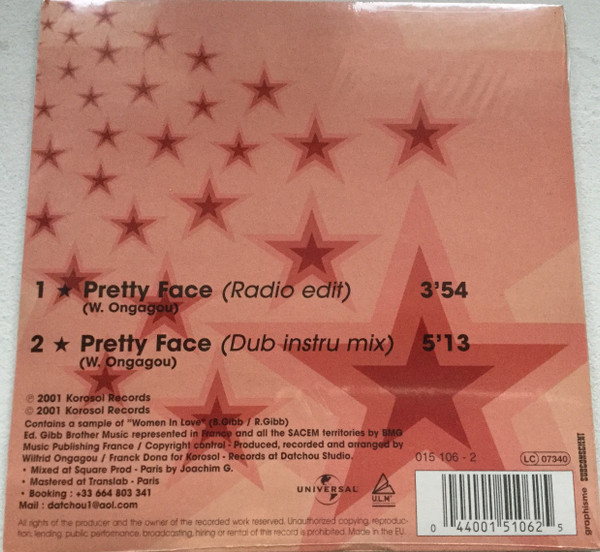 1 ★ Pretty Face (Radio edit) 3'54
(W. Ongagou)
2 ★ Pretty Face (Dub instru mix) 5'13
(W. Ongagou)
℗ 2001 Korosol Records
© 2001 Korosol Records
Contains a sample of "Women In Love" (B.Gibb / R.Gibb)
Ed. Gibb Brother Music represented in France and all the SACEM territories by BMG
Music Publishing France / Copyright control - Produced, recorded and arranged by
Wilfrid Ongagou / Franck Dona for Korosol - Records at Datchou Studio.
• Mixed at Square Prod - Paris by Joachim G.
• Mastered at Translab - Paris
• Booking : +33 664 803 341
Mail : datchou1@aol.com
All rights of the producer and the owner of the recorded work reserved. Unauthorized copying, reproduc-
tion, lending, public performance, broadcasting, hiring or rental of this record is prohibited. Made in the EU.
UNIVERSAL
U.L.M
015 106 - 2
LC 07340
0 44001 51062 5
graphisme SUBCONSCIENT